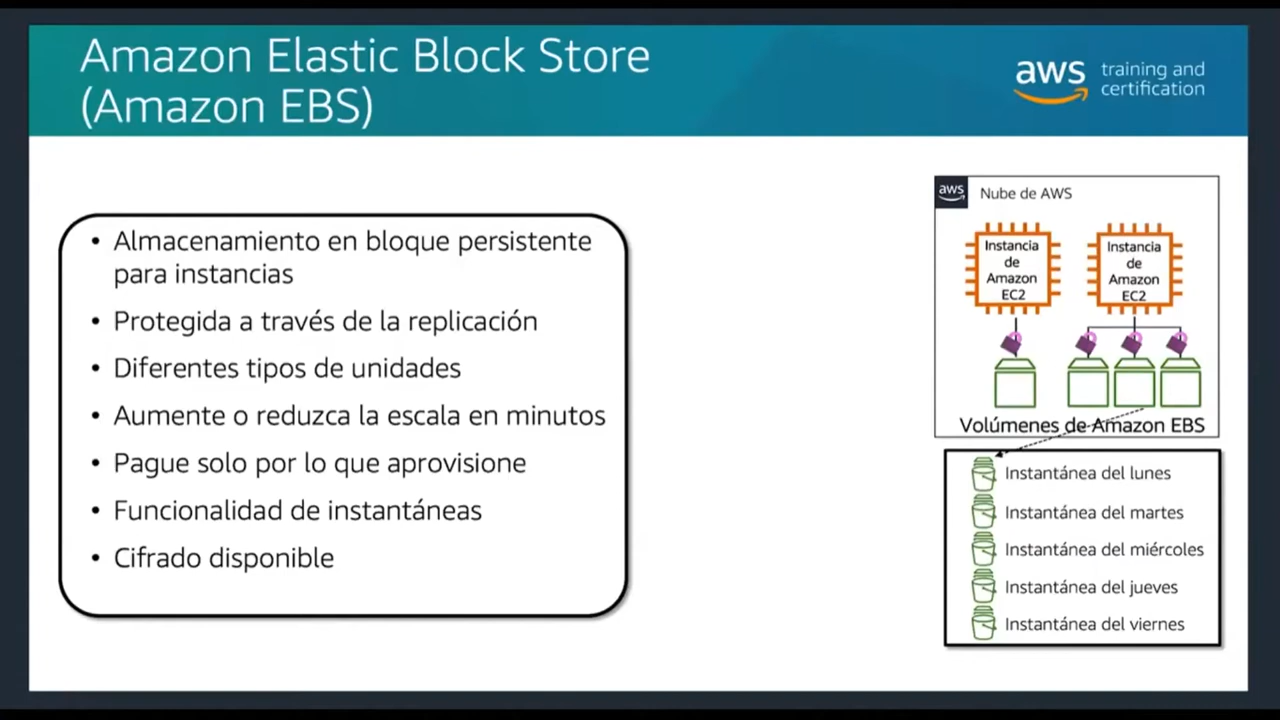 Amazon Elastic Block Store
(Amazon EBS)
aws training and
certification
• Almacenamiento en bloque persistente
para instancias
• Protegida a través de la replicación
• Diferentes tipos de unidades
• Aumente o reduzca la escala en minutos
• Pague solo por lo que aprovisione
• Funcionalidad de instantáneas
• Cifrado disponible
aws Nube de AWS
Instancia
de
Amazon
EC2
Instancia
de
Amazon
EC2
Volúmenes de Amazon EBS
Instantánea del lunes
Instantánea del martes
Instantánea del miércoles
Instantánea del jueves
Instantánea del viernes